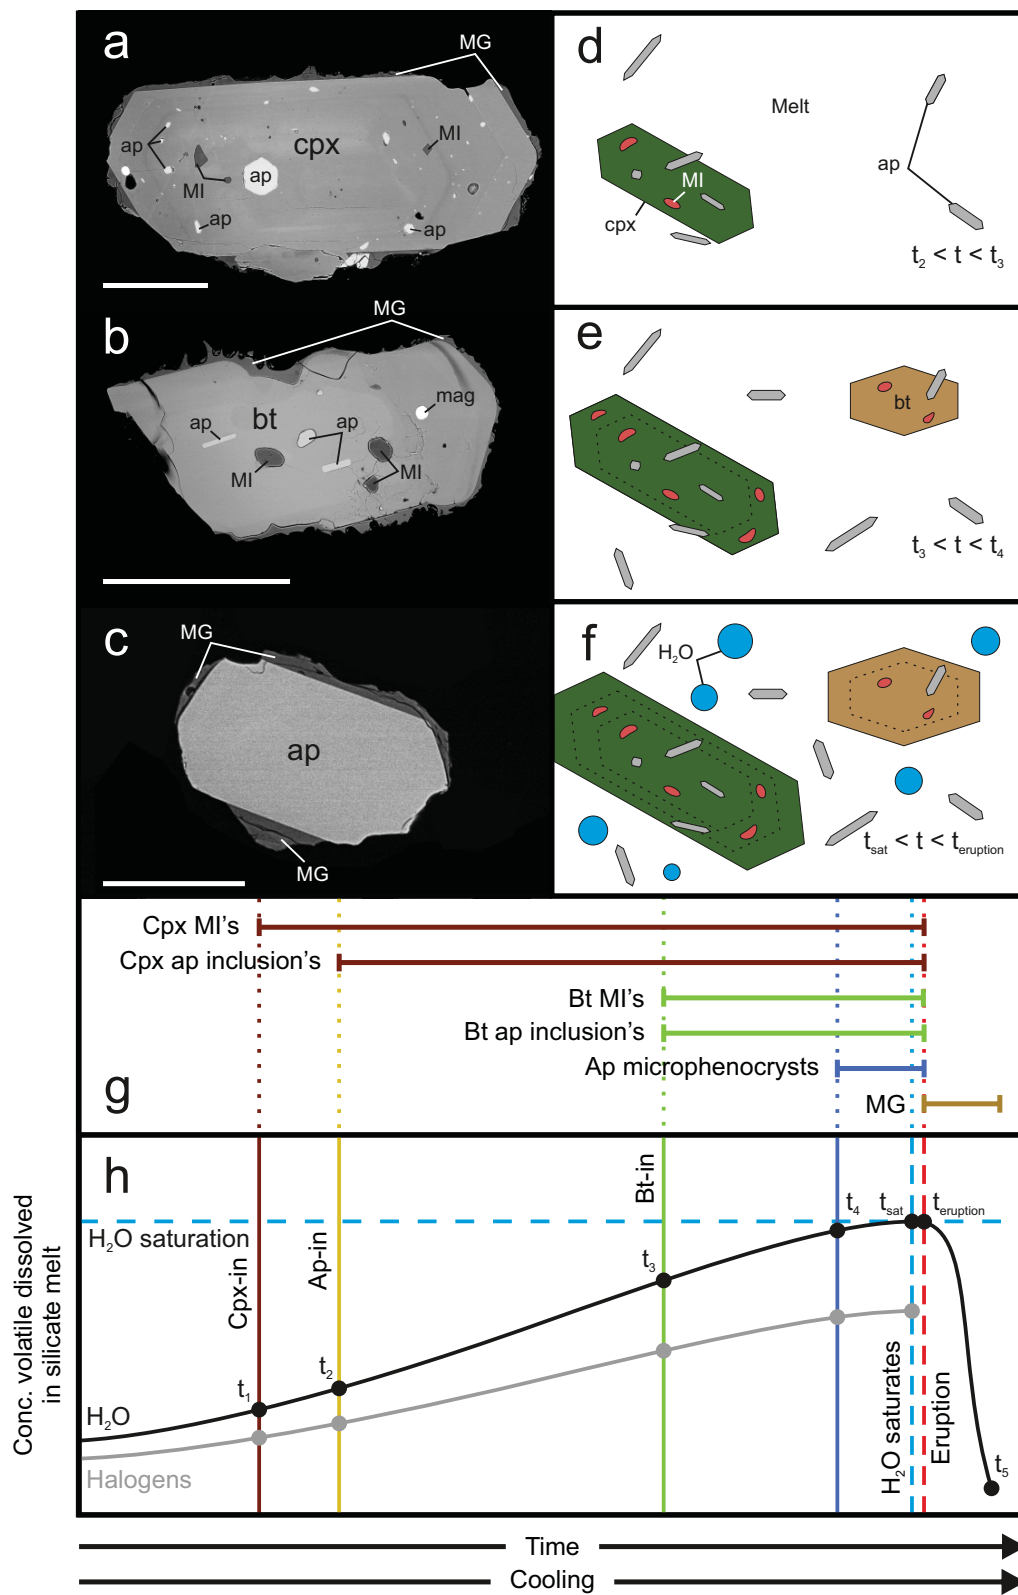 a
MG
ap
cpx
MI
MI
ap
ap
ap
b
MG
bt
mag
ap
ap
MI
MI
c
MG
ap
MG
d
Melt
ap
MI
cpx
t2 < t < t3
e
bt
t3 < t < t4
f
H2O
tsat < t < teruption
Cpx MI's
Cpx ap inclusion's
Bt MI's
Bt ap inclusion's
Ap microphenocrysts
MG
g
h
Conc. volatile dissolved
in silicate melt
H2O saturation
Cpx-in
Ap-in
Bt-in
t1
t2
t3
t4
tsat
teruption
t5
H2O
Halogens
H2O saturates
Eruption
Time
Cooling